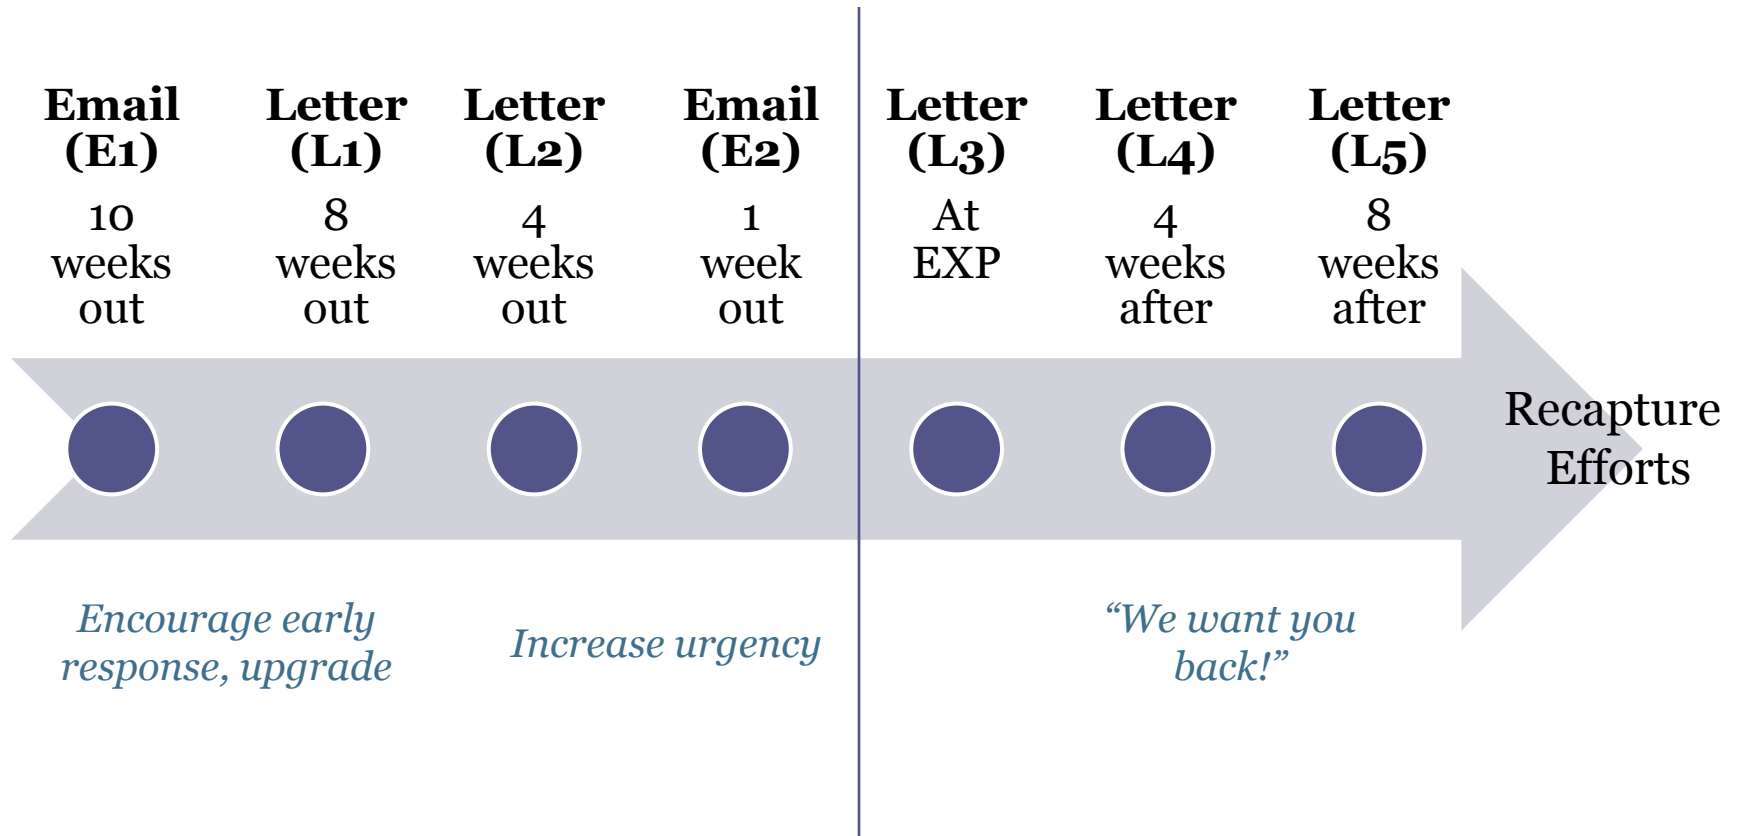 Email
(E1)
10
weeks
out
Letter
(L1)
8
weeks
out
Letter
(L2)
4
weeks
out
Email
(E2)
1
week
out
Letter
(L3)
At
EXP
Letter
(L4)
4
weeks
after
Letter
(L5)
8
weeks
after
Recapture
Efforts
Encourage early
response, upgrade
Increase urgency
“We want you
back!”